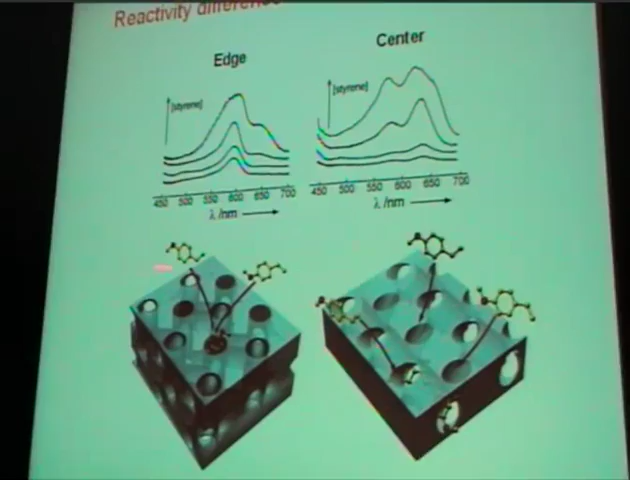 Reactivity
Edge
Center
[styrene]
[styrene]
450 500 550 600 650 700
450 500 550 600 650 700
λ /nm
λ /nm